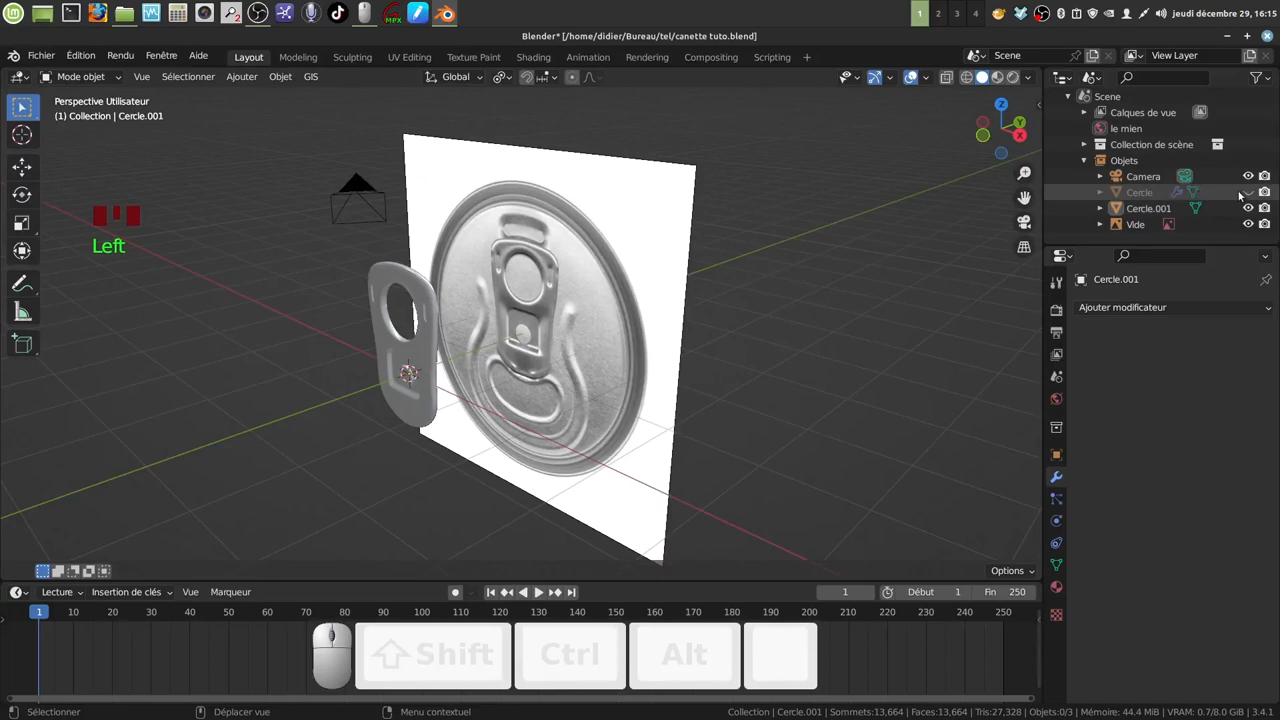 jeudi décembre 29, 16:15
1 2 3 4
Blender* [/home/didier/Bureau/tel/canette tuto.blend]
Fichier Édition Rendu Fenêtre Aide
Layout Modeling Sculpting UV Editing Texture Paint Shading Animation Rendering Compositing Scripting
Scene View Layer
Mode objet Vue Sélectionner Ajouter Objet GIS Global
Perspective Utilisateur
(1) Collection | Cercle.001
Z
Y
X
Scene
Calques de vue
le mien
Collection de scène
Objets
Camera
Cercle
Cercle.001
Vide
Left
Cercle.001
Ajouter modificateur
Options
Lecture Insertion de clés Vue Marqueur 1 Début 1 Fin 250
1 10 20 30 40 50 60 70 80 90 100 110 120 130 140 150 160 170 180 190 200 210 220 230 240 250
Shift Ctrl Alt
Sélectionner Déplacer vue Menu contextuel Collection | Cercle.001 | Sommets:13,664 | Faces:13,664 | Tris:27,328 | Objets:0/3 | Mémoire: 44.4 MiB | VRAM: 0.7/8.0 GiB | 3.4.1